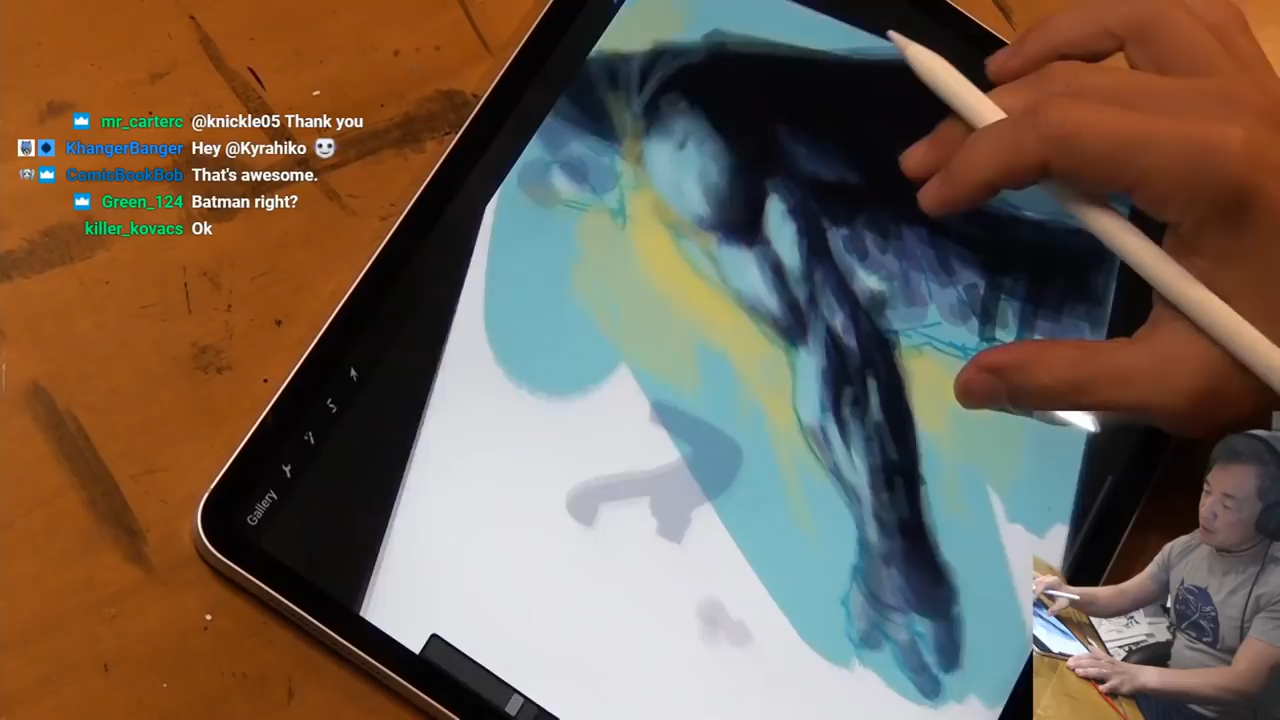 mr_carterc @knickle05 Thank you
KhangerBanger Hey @Kyrahiko
ComicBookBob That's awesome.
Green_124 Batman right?
killer_kovacs Ok
Gallery